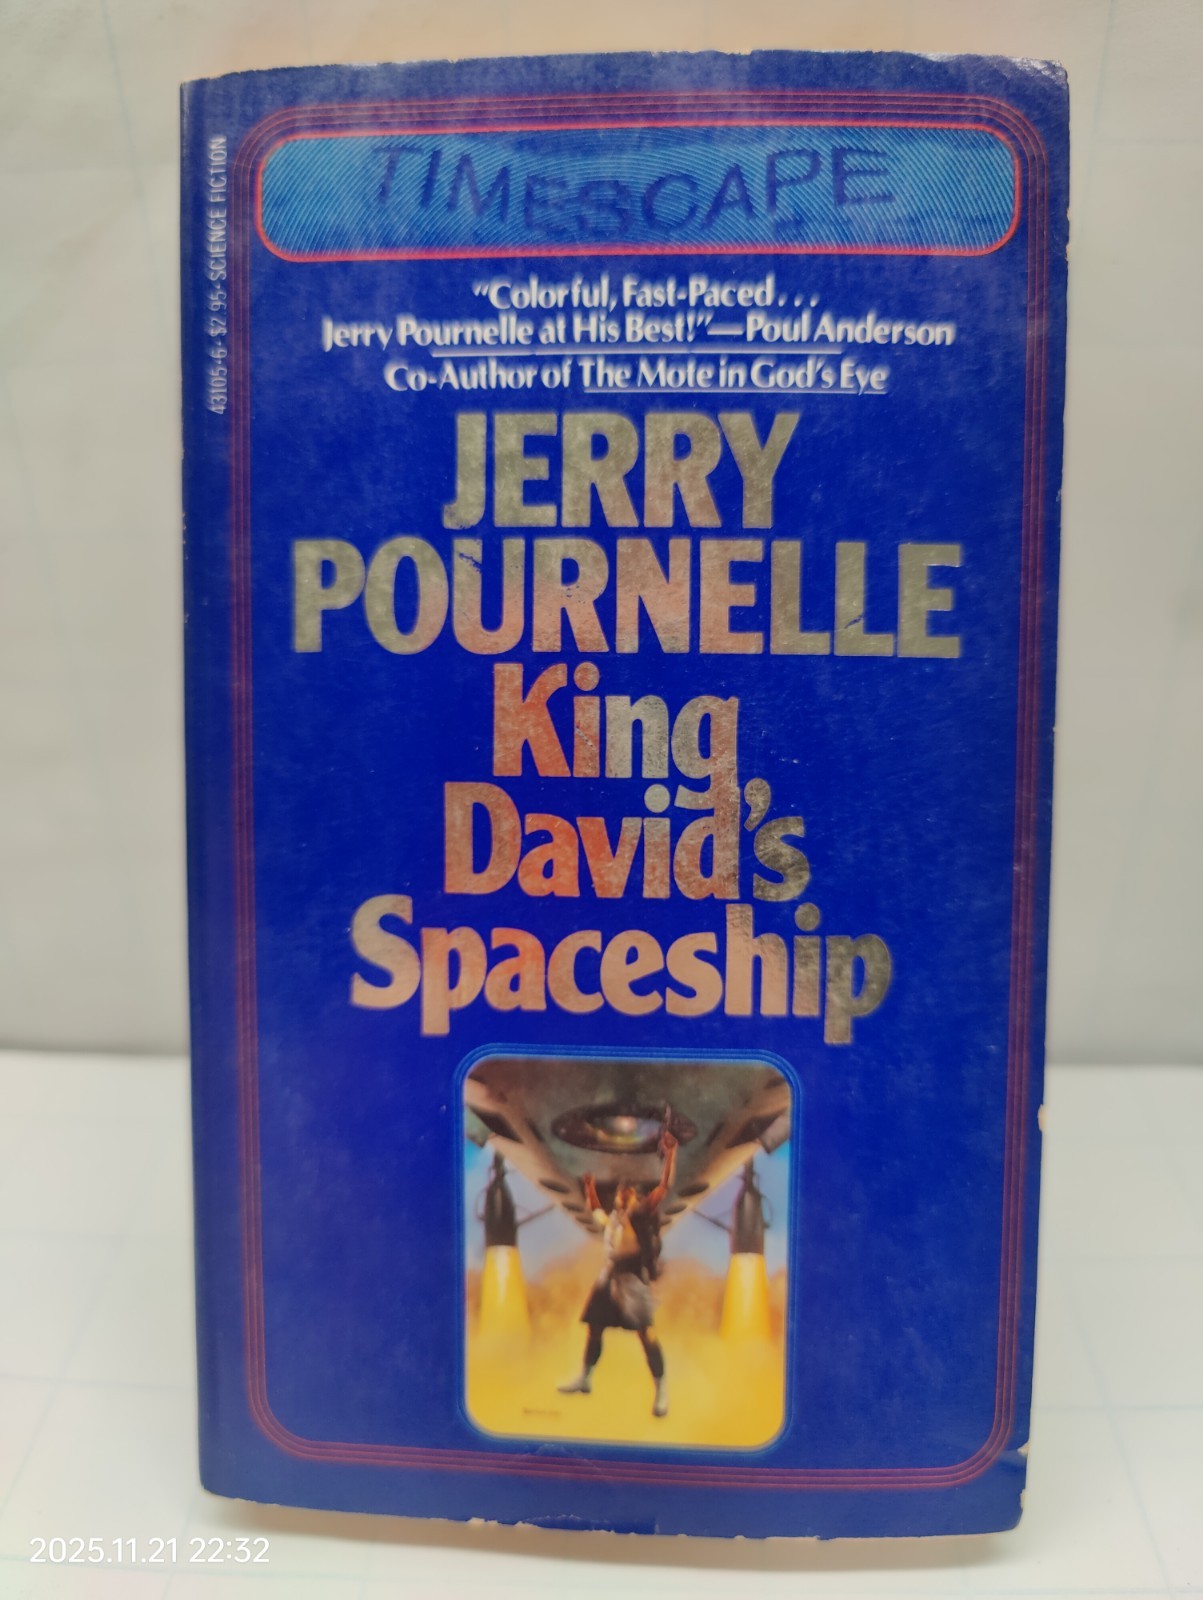 TIMESCAPE
43105-6•$2.95•SCIENCE FICTION
"Colorful, Fast-Paced...
Jerry Pournelle at His Best!"—Poul Anderson
Co-Author of The Mote in God's Eye
JERRY
POURNELLE
King
David's
Spaceship
2025.11.21 22:32